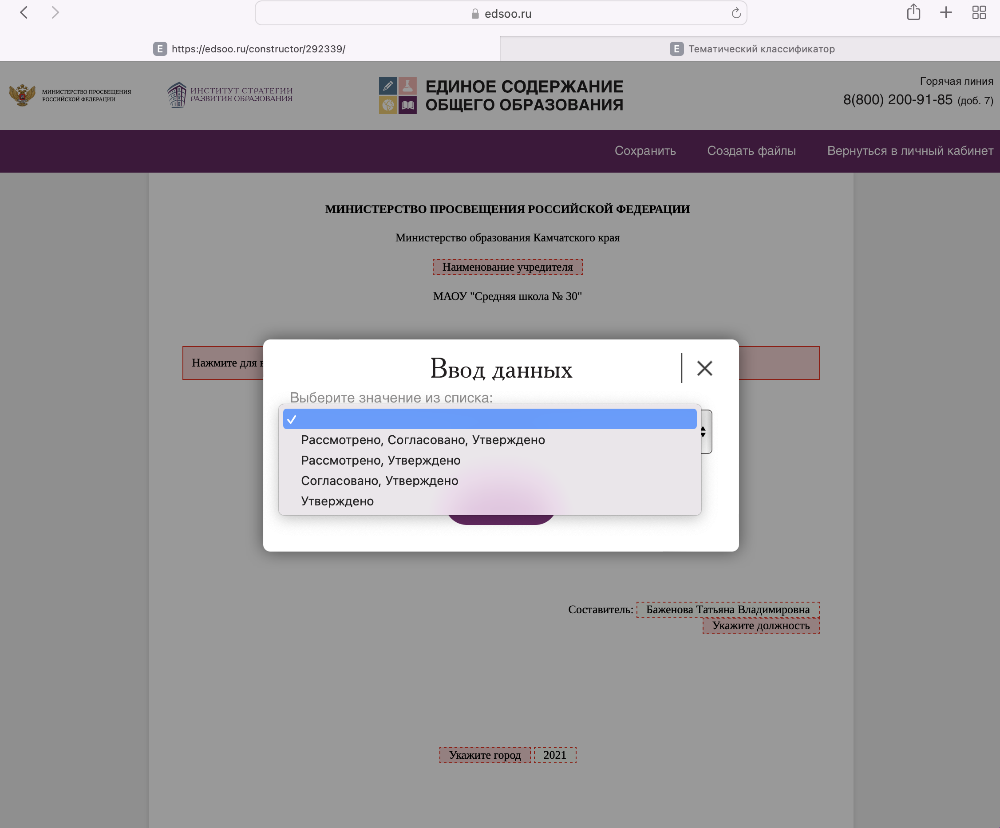 edsoo.ru
E https://edsoo.ru/constructor/292339/
E Тематический классификатор
МИНИСТЕРСТВО ПРОСВЕЩЕНИЯ
РОССИЙСКОЙ ФЕДЕРАЦИИ
ИНСТИТУТ СТРАТЕГИИ
РАЗВИТИЯ ОБРАЗОВАНИЯ
ЕДИНОЕ СОДЕРЖАНИЕ
ОБЩЕГО ОБРАЗОВАНИЯ
Горячая линия
8(800) 200-91-85 (доб. 7)
Сохранить Создать файлы Вернуться в личный кабинет
МИНИСТЕРСТВО ПРОСВЕЩЕНИЯ РОССИЙСКОЙ ФЕДЕРАЦИИ
Министерство образования Камчатского края
Наименование учредителя
МАОУ "Средняя школа № 30"
Нажмите для
Ввод данных
Выберите значение из списка:
Рассмотрено, Согласовано, Утверждено
Рассмотрено, Утверждено
Согласовано, Утверждено
Утверждено
Составитель: Баженова Татьяна Владимировна
Укажите должность
Укажите город 2021